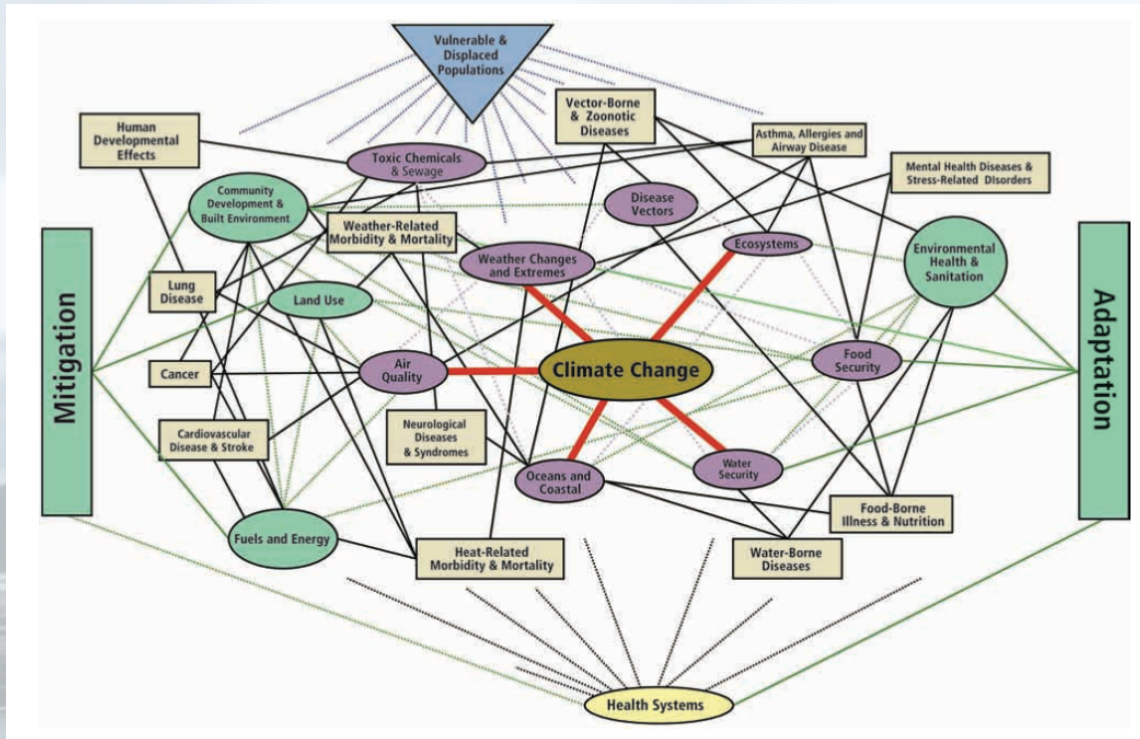 Vulnerable &
Displaced
Populations
Vector-Borne
& Zoonotic
Diseases
Human
Developmental
Effects
Asthma, Allergies and
Airway Disease
Toxic Chemicals
& Sewage
Mental Health Diseases &
Stress-Related DIsorders
Community
Development &
Built Environment
Disease
Vectors
Weather-Related
Morbidity & Mortality
Ecosystems
Environmental
Health &
Sanitation
Weather Changes
and Extremes
Lung
Disease
Land Use
Mitigation
Adaptation
Air
Quality
Climate Change
Food
Security
Cancer
Cardiovascular
Disease & Stroke
Neurological
Diseases
& Syndromes
Oceans and
Coastal
Water
Security
Food-Borne
Illness & Nutrition
Fuels and Energy
Heat-Related
Morbidity & Mortality
Water-Borne
Diseases
Health Systems